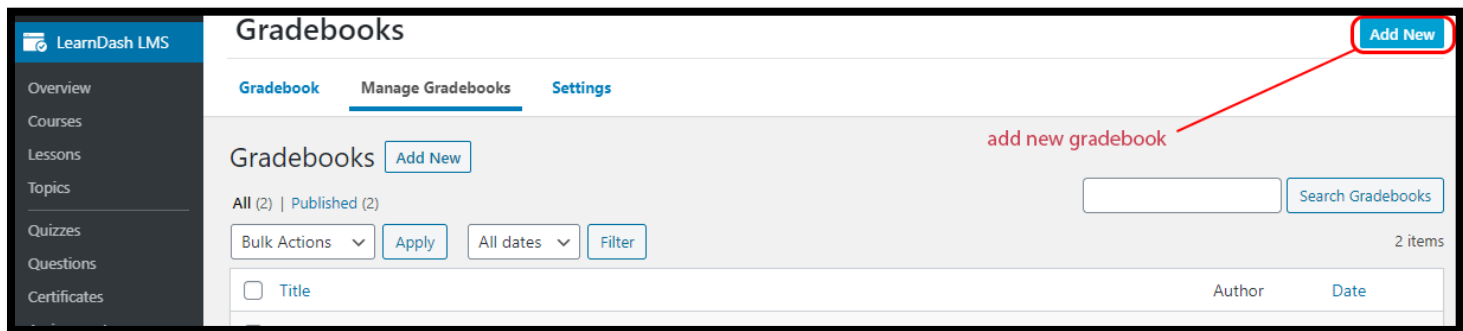 LearnDash LMS
Overview
Courses
Lessons
Topics
Quizzes
Questions
Certificates
Gradebooks
Add New
Gradebook Manage Gradebooks Settings
add new gradebook
Gradebooks Add New
All (2) | Published (2)
Search Gradebooks
Bulk Actions Apply All dates Filter
2 items
Title Author Date